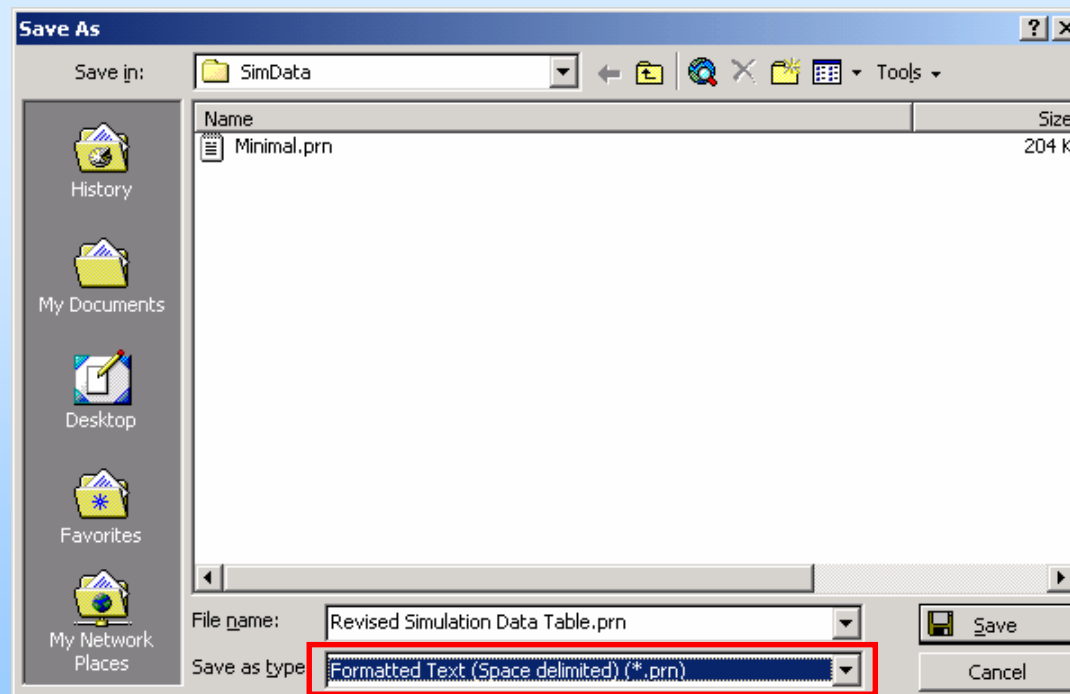 Save As
Save in:
SimData
Tools
Name
Size
Minimal.prn
204 K
History
My Documents
Desktop
Favorites
My Network
Places
File name:
Revised Simulation Data Table.prn
Save
Save as type
Formatted Text (Space delimited) (*.prn)
Cancel